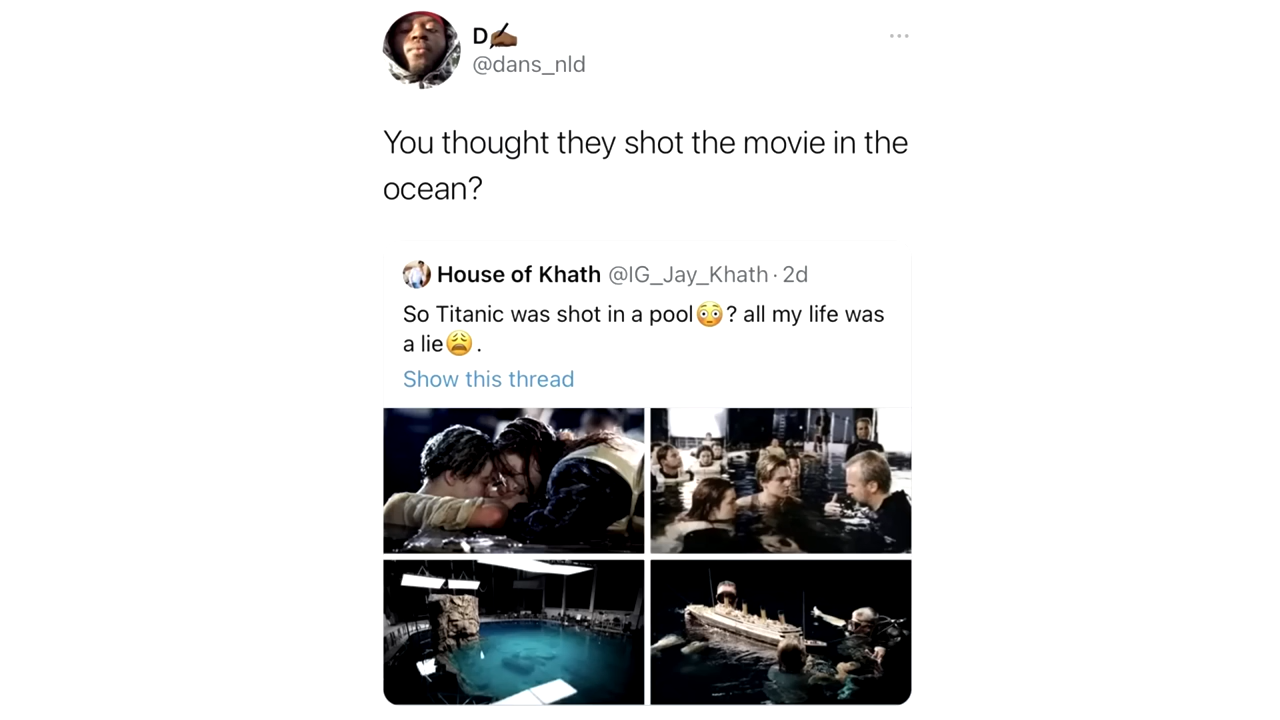 D✍🏾
@dans_nld
You thought they shot the movie in the
ocean?
House of Khath @IG_Jay_Khath · 2d
So Titanic was shot in a pool😳? all my life was
a lie😩.
Show this thread